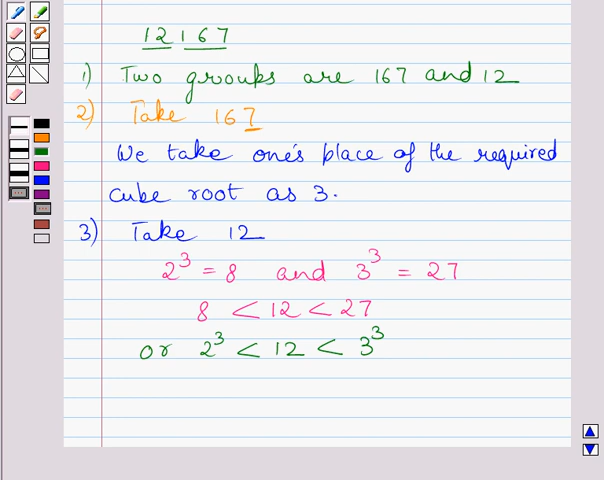 12167
1) Two groups are 167 and 12
2) Take 167
We take one's place of the required
cube root as 3.
3) Take 12
2³ = 8 and 3³ = 27
8 < 12 < 27
or 2³ < 12 < 3³